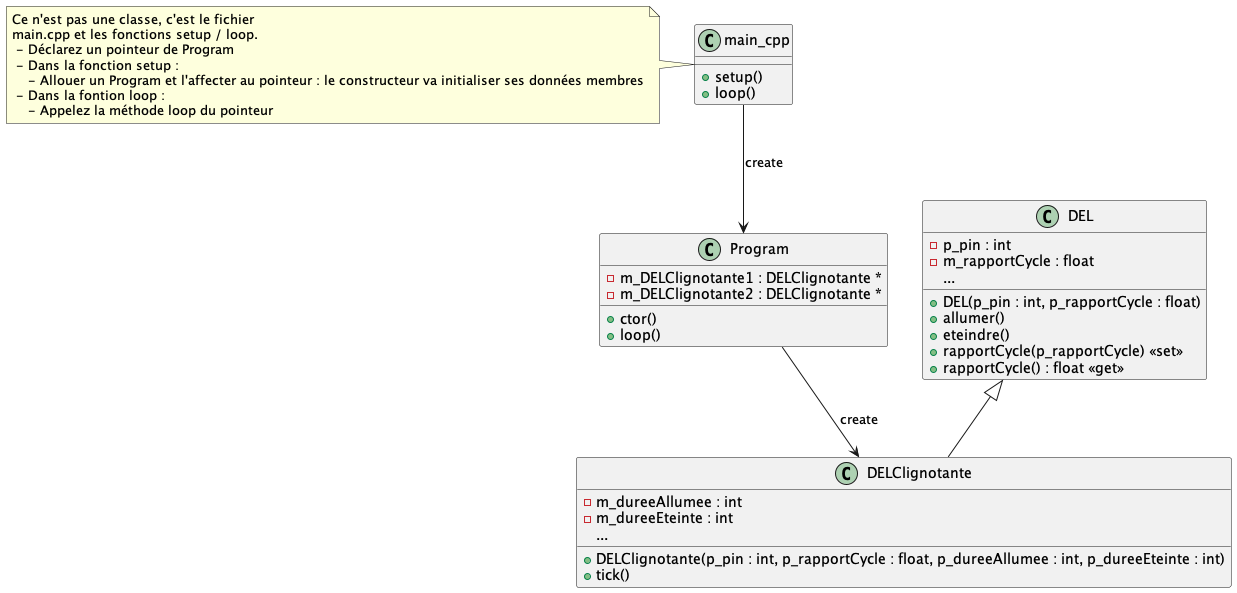 Ce n'est pas une classe, c'est le fichier
main.cpp et les fonctions setup / loop.
- Déclarez un pointeur de Program
- Dans la fonction setup :
- Allouer un Program et l'affecter au pointeur : le constructeur va initialiser ses données membres
- Dans la fontion loop :
- Appelez la méthode loop du pointeur
C main_cpp
setup()
loop()
create
C Program
m_DELClignotante1 : DELClignotante *
m_DELClignotante2 : DELClignotante *
ctor()
loop()
C DEL
p_pin : int
m_rapportCycle : float
...
DEL(p_pin : int, p_rapportCycle : float)
allumer()
eteindre()
rapportCycle(p_rapportCycle) «set»
rapportCycle() : float «get»
create
C DELClignotante
m_dureeAllumee : int
m_dureeEteinte : int
...
DELClignotante(p_pin : int, p_rapportCycle : float, p_dureeAllumee : int, p_dureeEteinte : int)
tick()